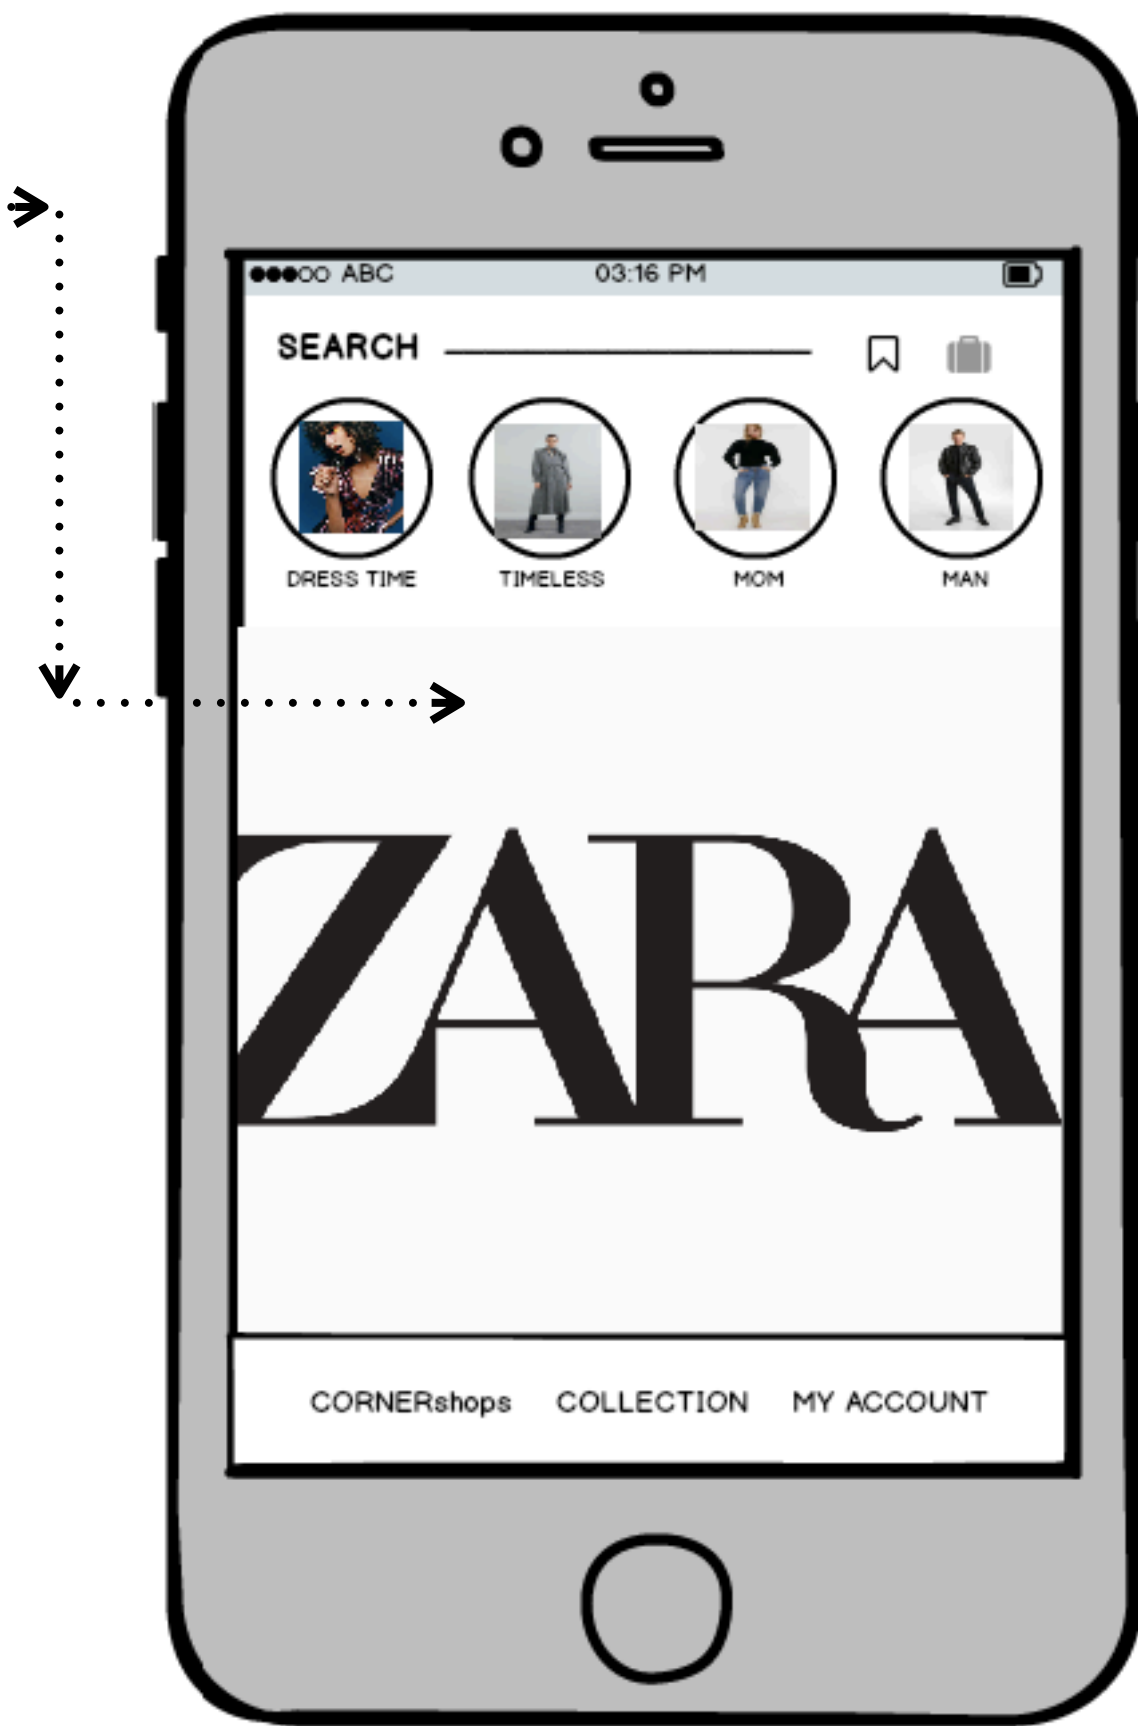 ABC 03:16 PM
SEARCH
DRESS TIME TIMELESS MOM MAN
ZARA
CORNERshops COLLECTION MY ACCOUNT